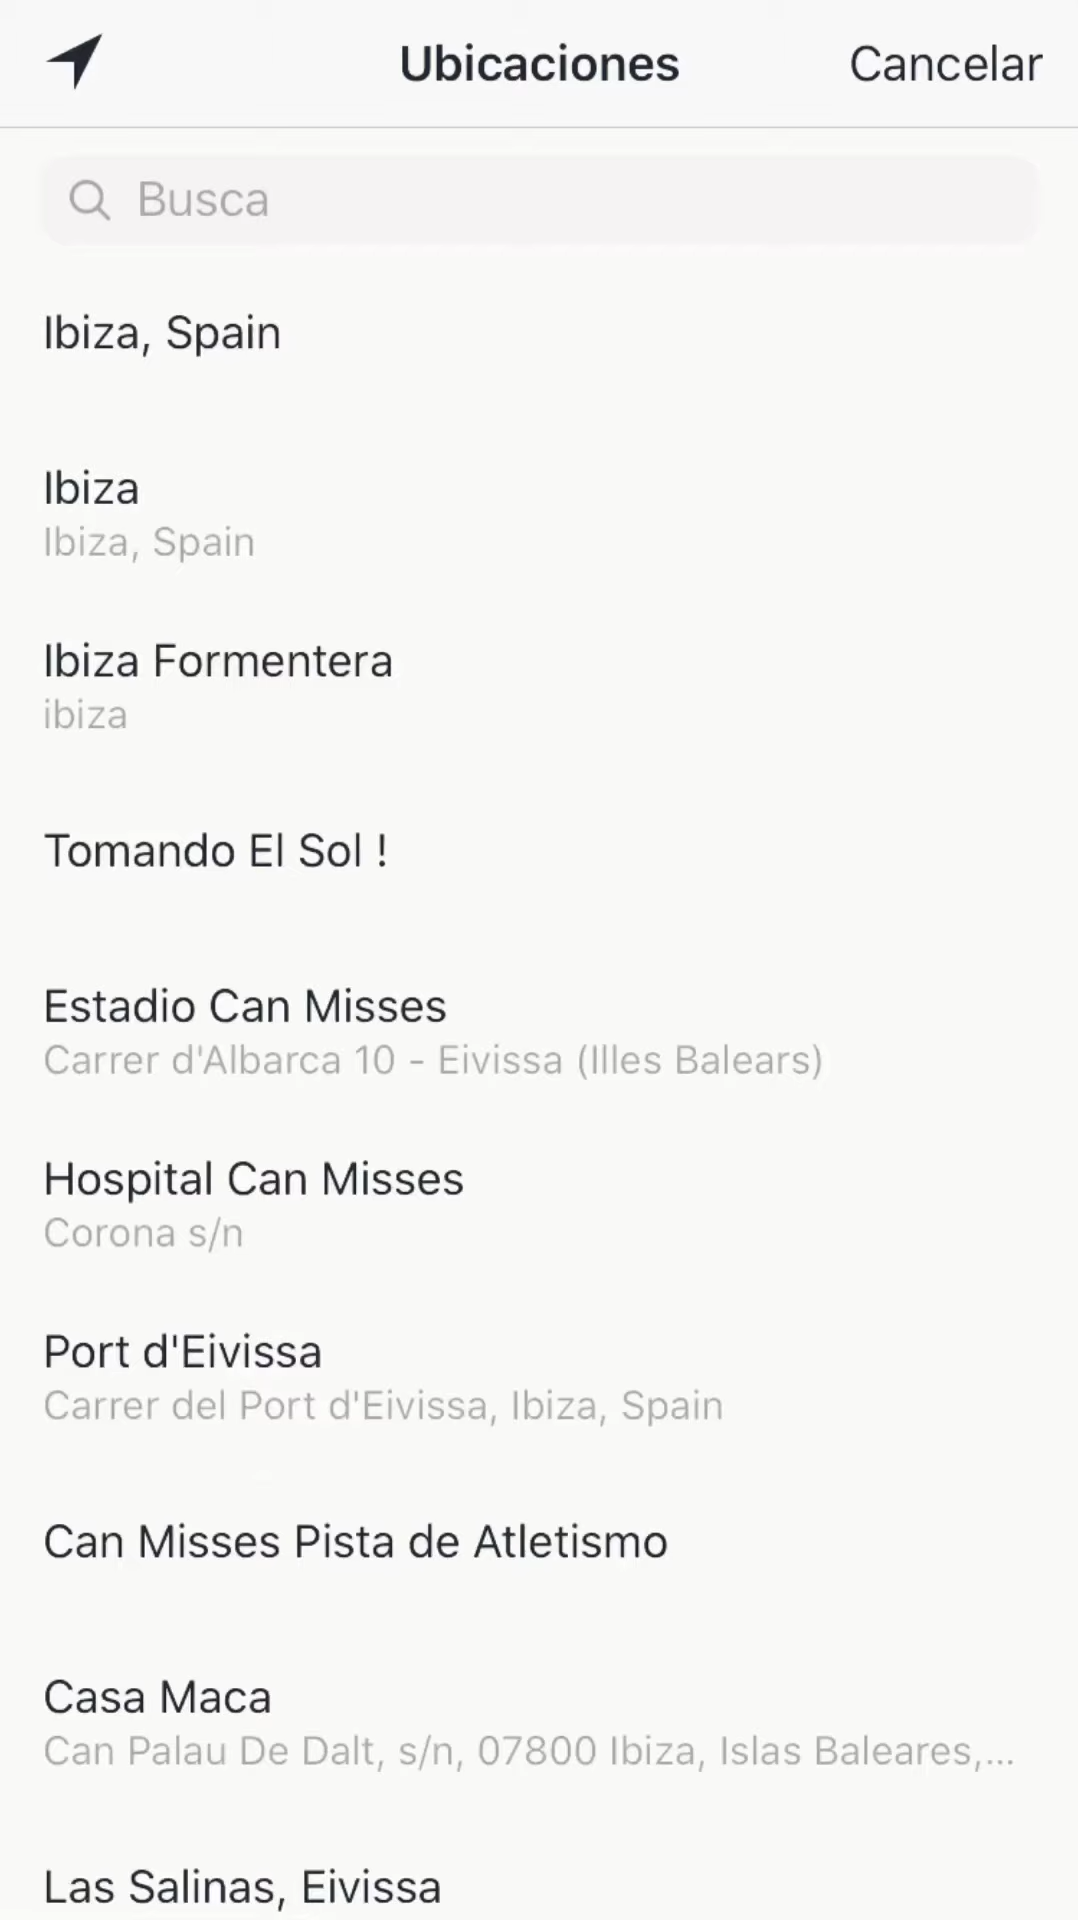 Ubicaciones
Cancelar
Busca
Ibiza, Spain
Ibiza
Ibiza, Spain
Ibiza Formentera
ibiza
Tomando El Sol !
Estadio Can Misses
Carrer d'Albarca 10 - Eivissa (Illes Balears)
Hospital Can Misses
Corona s/n
Port d'Eivissa
Carrer del Port d'Eivissa, Ibiza, Spain
Can Misses Pista de Atletismo
Casa Maca
Can Palau De Dalt, s/n, 07800 Ibiza, Islas Baleares,...
Las Salinas, Eivissa